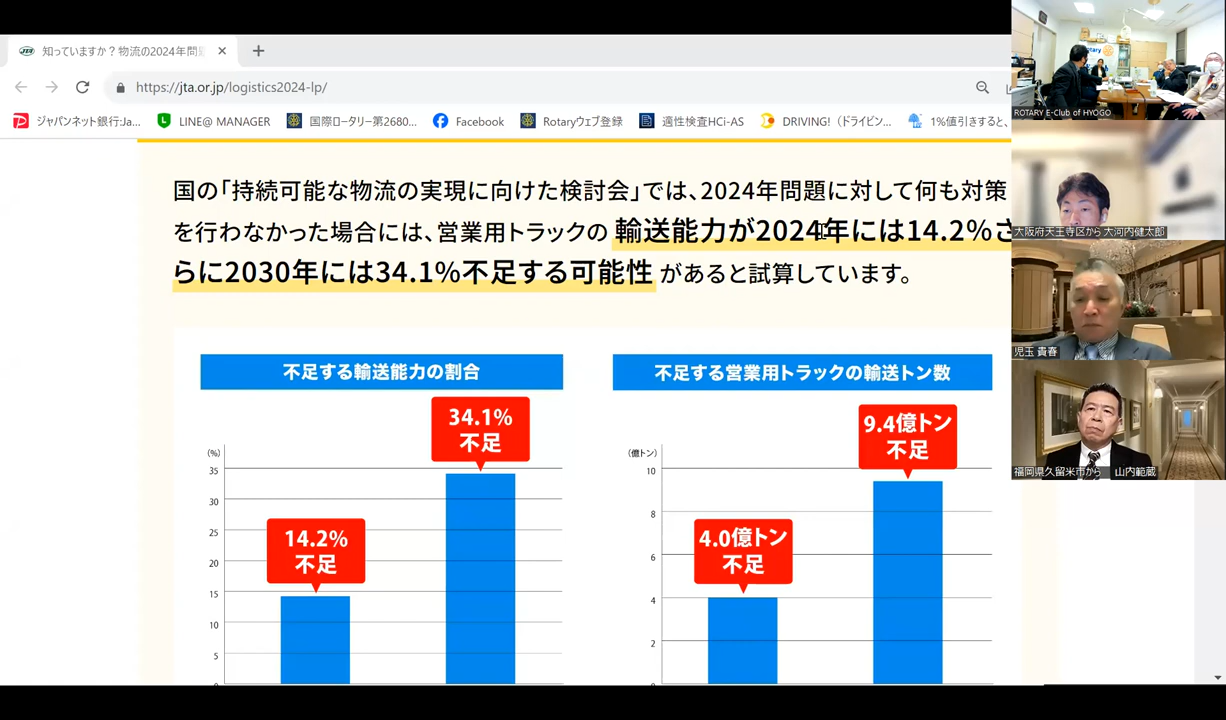 知っていますか？物流の2024年問題
https://jta.or.jp/logistics2024-lp/
ジャパンネット銀行:Ja...
LINE@ MANAGER
国際ロータリー第2680...
Facebook
Rotaryウェブ登録
適性検査HCi-AS
DRIVING!（ドライビン...
1%値引きすると、
国の「持続可能な物流の実現に向けた検討会」では、2024年問題に対して何も対策
を行わなかった場合には、営業用トラックの 輸送能力が2024年には14.2%さ
らに2030年には34.1%不足する可能性 があると試算しています。
不足する輸送能力の割合
34.1%
不足
14.2%
不足
(%)
35
30
25
20
15
10
5
不足する営業用トラックの輸送トン数
9.4億トン
不足
4.0億トン
不足
(億トン)
10
8
6
4
2
ROTARY E-Club of HYOGO
大阪府天王寺区から 大河内健太郎
児玉 貴春
福岡県久留米市から 山内範蔵